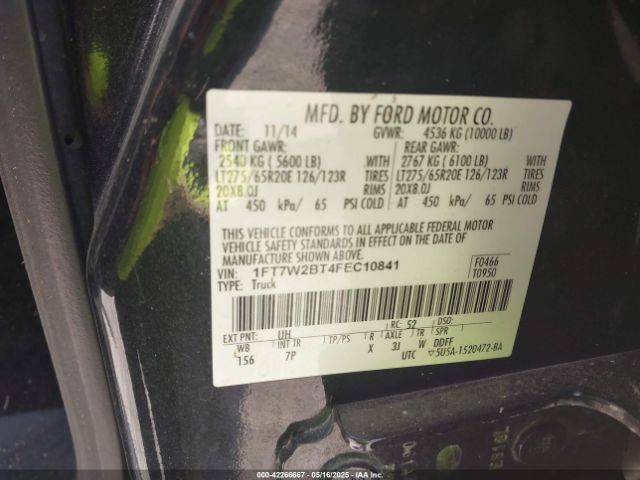 MFD. BY FORD MOTOR CO.
DATE: 11/14 GVWR: 4536 KG (10000 LB)
FRONT GAWR: REAR GAWR:
2540 KG ( 5600 LB) WITH 2767 KG ( 6100 LB) WITH
LT275/65R20E 126/123R TIRES LT275/65R20E 126/123R TIRES
20X8.0J RIMS 20X8.0J RIMS
AT 450 kPa/ 65 PSI COLD AT 450 kPa/ 65 PSI COLD
THIS VEHICLE CONFORMS TO ALL APPLICABLE FEDERAL MOTOR
VEHICLE SAFETY STANDARDS IN EFFECT ON THE DATE OF
MANUFACTURE SHOWN ABOVE.
VIN: 1FT7W2BT4FEC10841 F0466
TYPE: Truck T0950
EXT PNT: UH RC: 52
WB INT TR TP/PS R AXLE TR SPR
156 7P X 3J W DDFF
UTC ▽5U5A-1520472-BA
000-42266667 - 05/16/2025 - IAAI CANADA